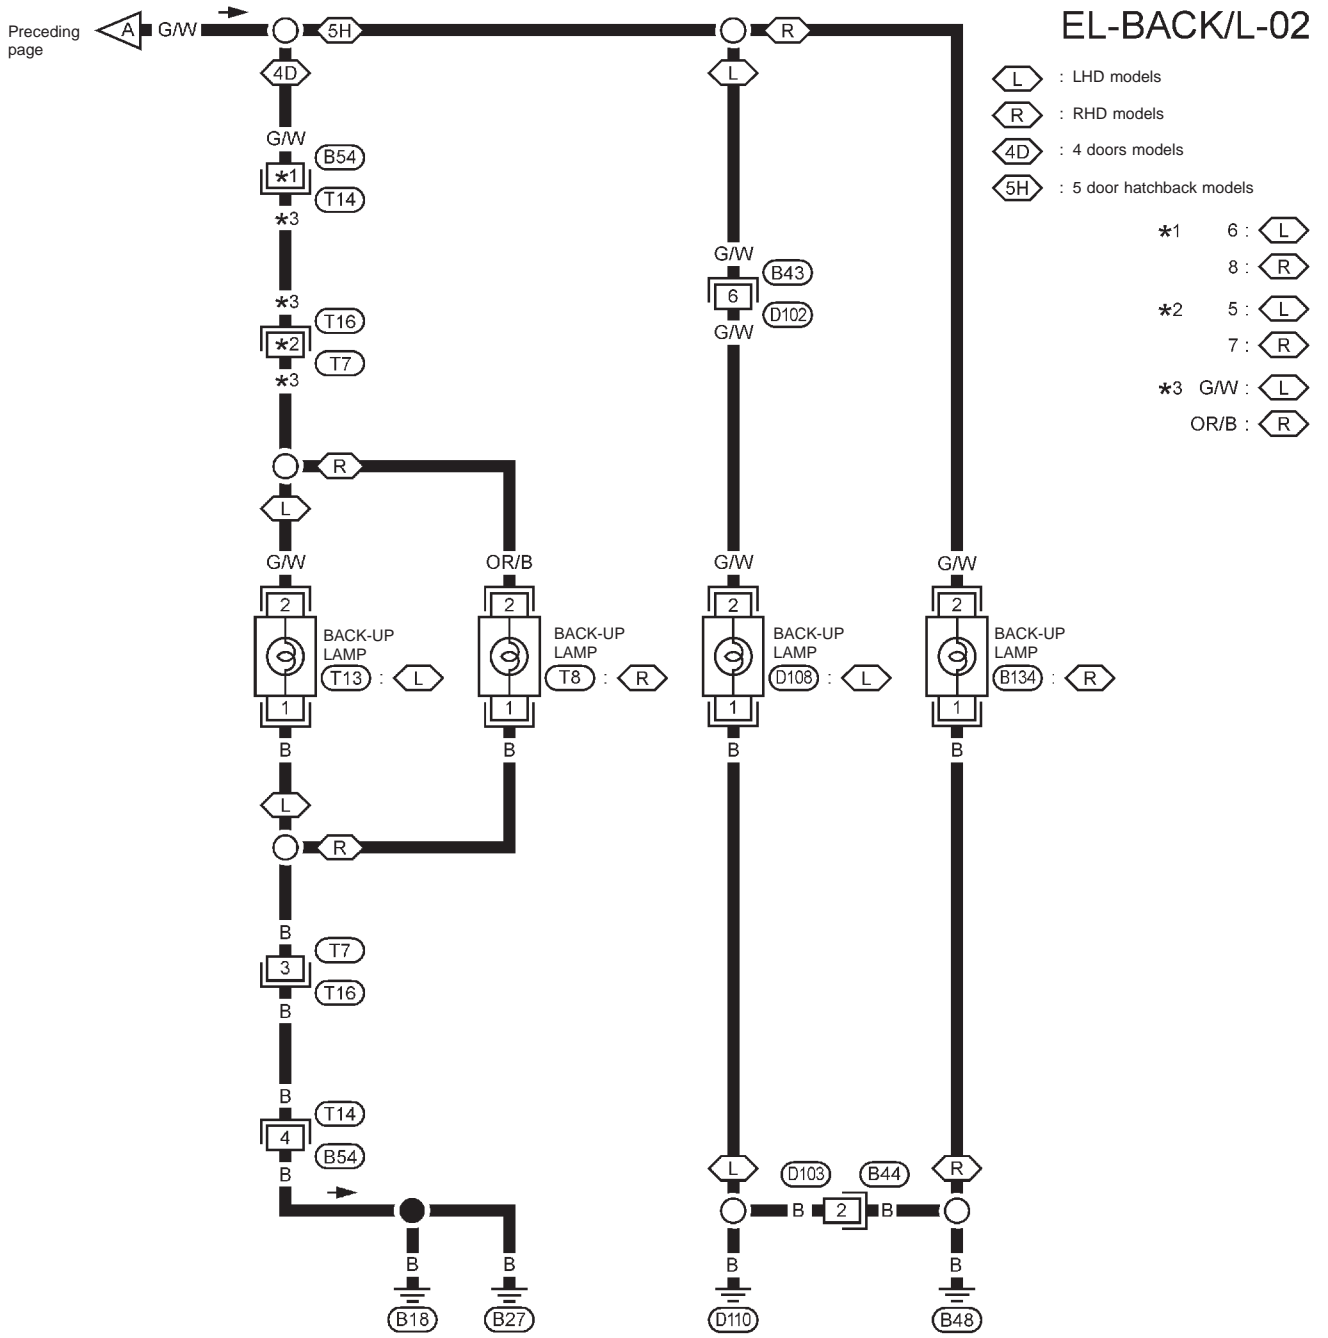 EL-BACK/L-02
Preceding
page
A G/W 5H R
4D L
L : LHD models
R : RHD models
4D : 4 doors models
5H : 5 door hatchback models
*1 6 : L
8 : R
*2 5 : L
7 : R
*3 G/W : L
OR/B : R
G/W
B54
*1
T14
*3
G/W
B43
6
D102
G/W
*3
T16
*2
T7
*3
R
L
G/W OR/B G/W G/W
2 2 2 2
BACK-UP
LAMP
T13 : L
BACK-UP
LAMP
T8 : R
BACK-UP
LAMP
D108 : L
BACK-UP
LAMP
B134 : R
1 1 1 1
B B B B
L
R
B
T7
3
T16
B
B
T14
4
B54
B
L D103 B44 R
B 2 B
B B B B
B18 B27 D110 B48